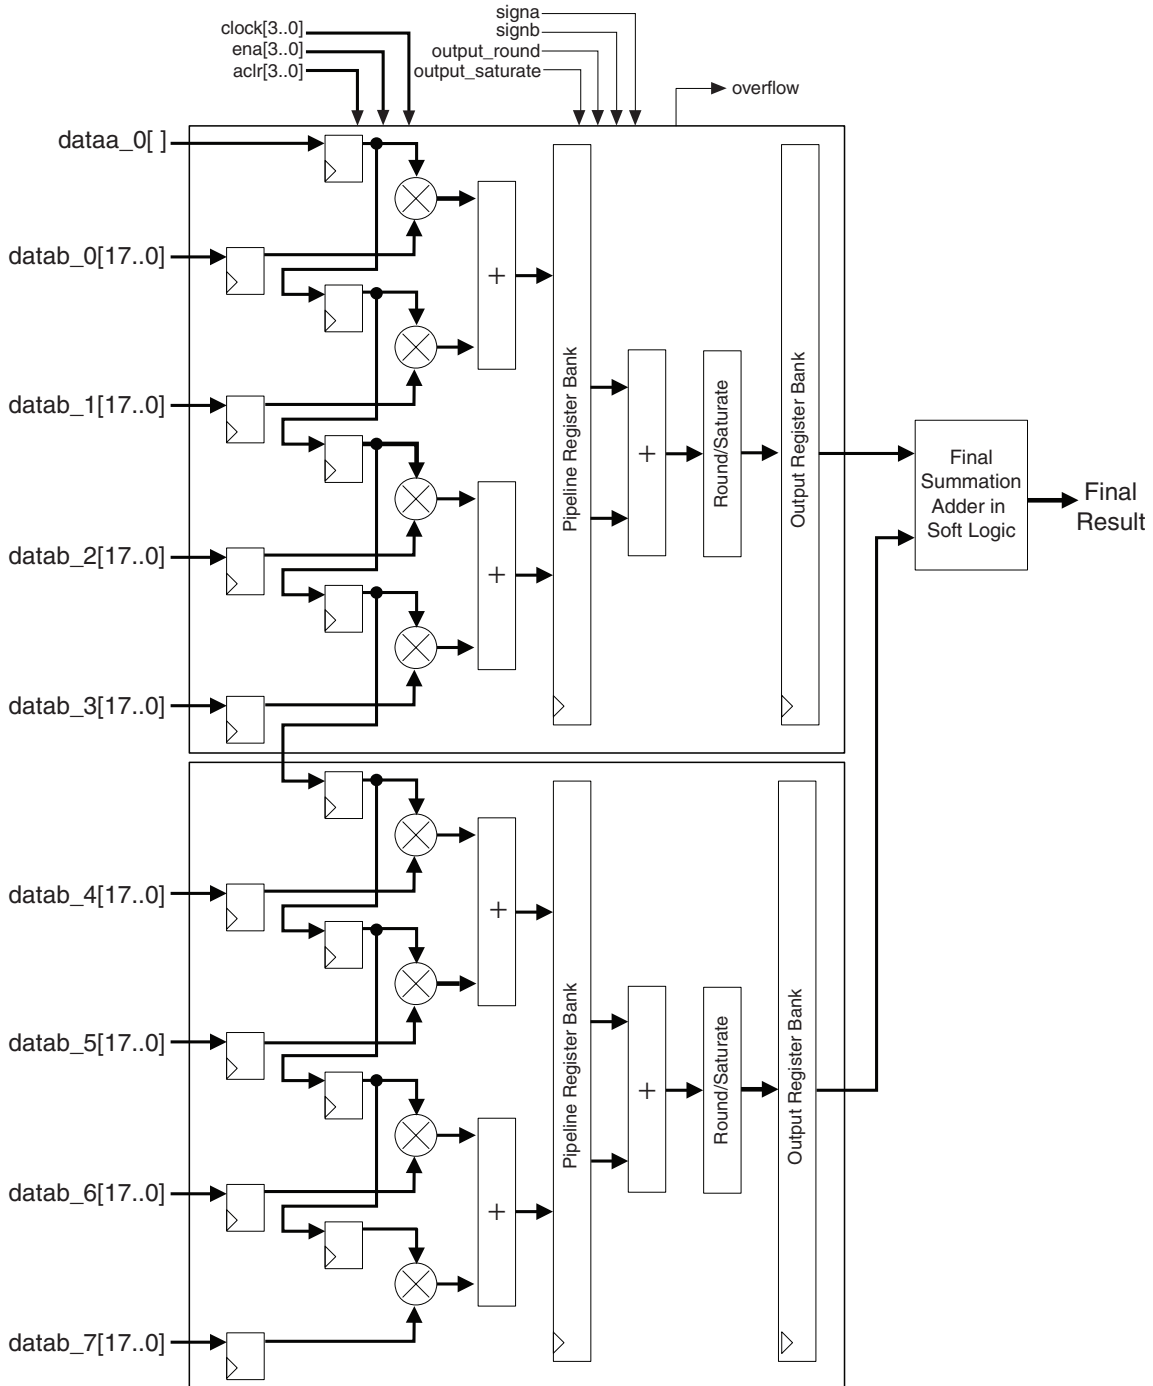 signa
signb
output_round
output_saturate
clock[3..0]
ena[3..0]
aclr[3..0]
overflow
dataa_0[ ]
datab_0[17..0]
+
datab_1[17..0]
Pipeline Register Bank
+
Round/Saturate
Output Register Bank
Final
Summation
Adder in
Soft Logic
Final
Result
datab_2[17..0]
+
datab_3[17..0]
datab_4[17..0]
+
datab_5[17..0]
Pipeline Register Bank
+
Round/Saturate
Output Register Bank
datab_6[17..0]
+
datab_7[17..0]